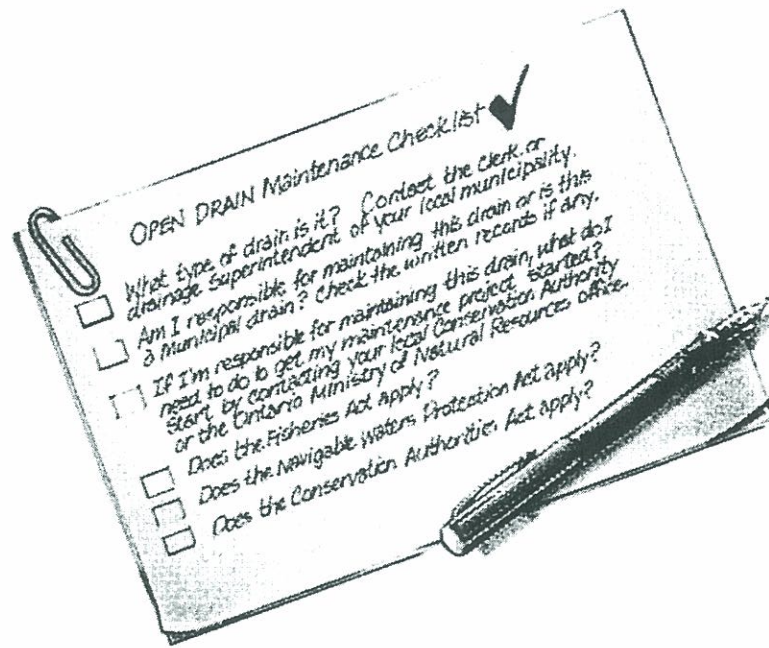 OPEN DRAIN Maintenance Checklist
What type of drain is it? Contact the clerk or
drainage superintendent of your local municipality.
Am I responsible for maintaining this drain or is this
a municipal drain? Check the written records if any.
If I'm responsible for maintaining this drain, what do I
need to do to get my maintenance project started?
Start by contacting your local Conservation Authority
or the Ontario Ministry of Natural Resources office.
Does the Fisheries Act apply?
Does the Navigable Waters Protection Act apply?
Does the Conservation Authorities Act apply?